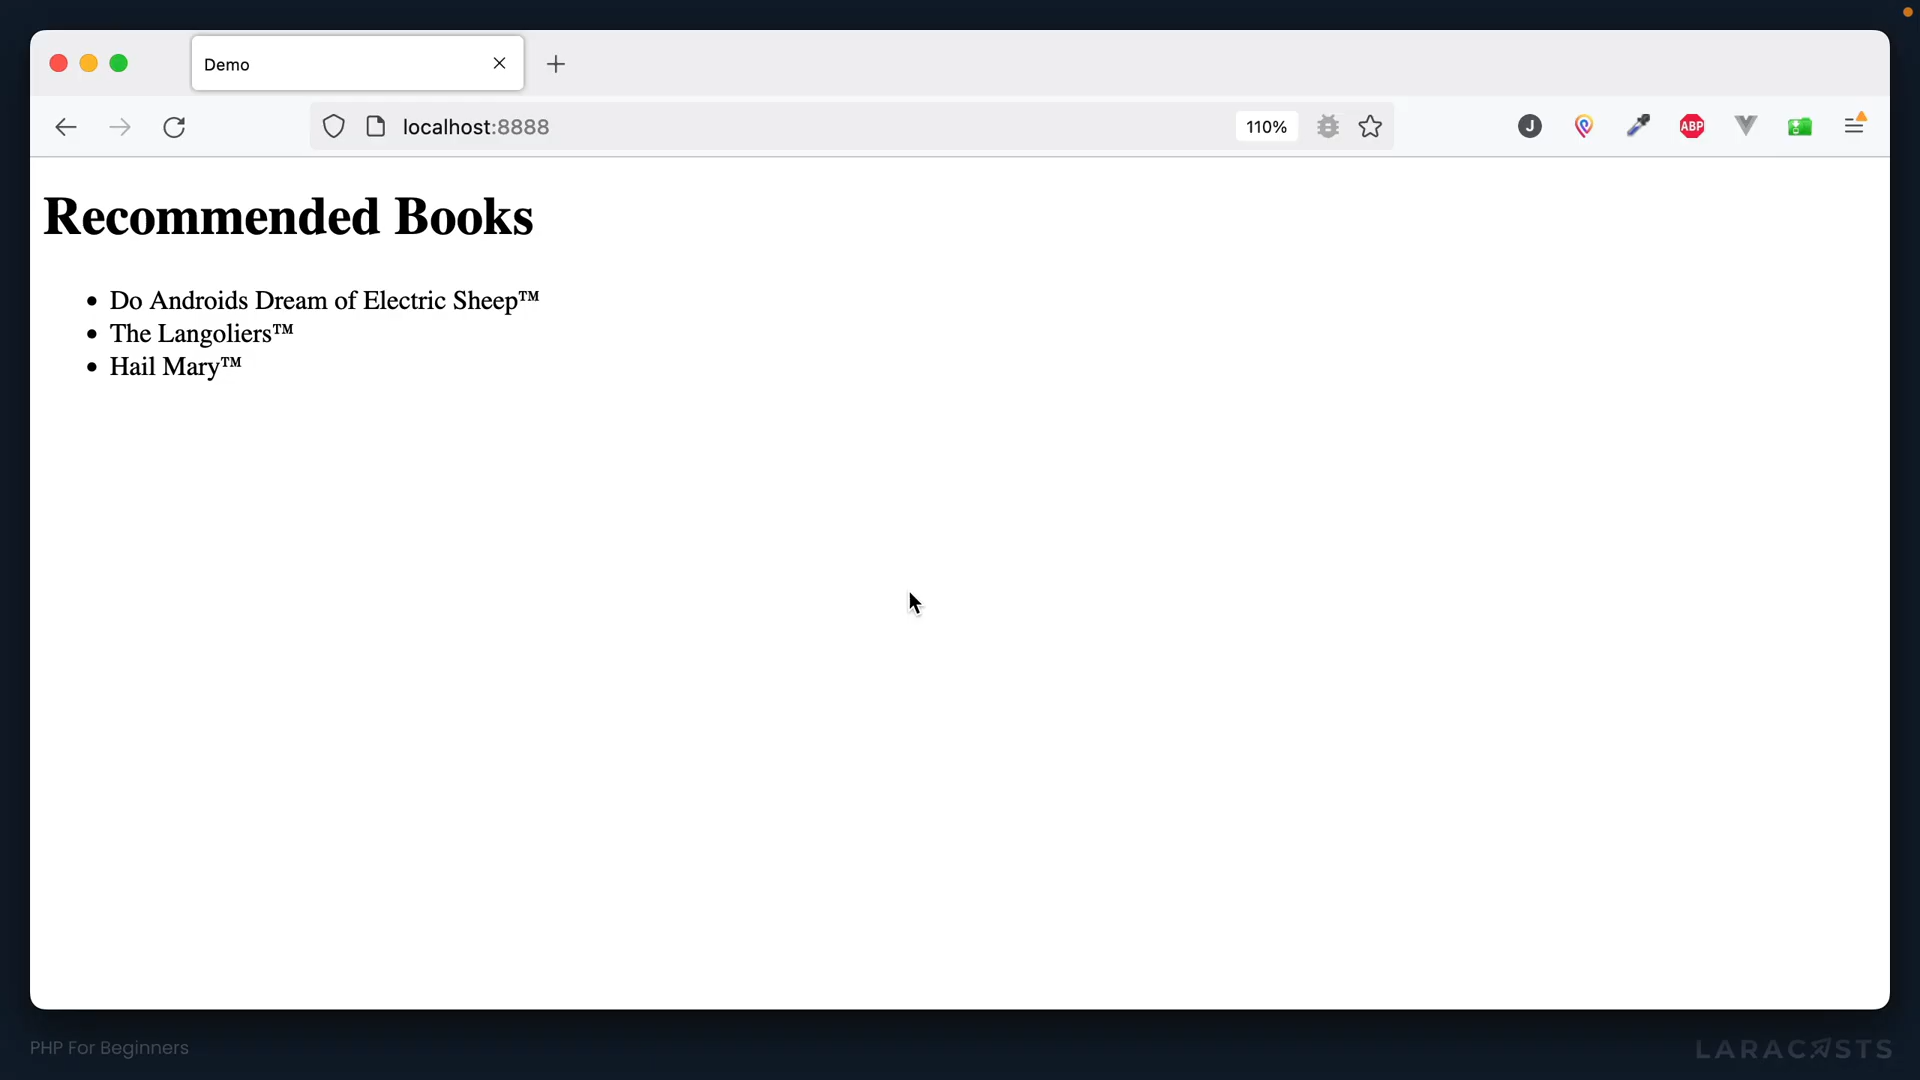 Demo
localhost:8888
110%
J
ABP
Recommended Books
• Do Androids Dream of Electric Sheep™
• The Langoliers™
• Hail Mary™
PHP For Beginners
LARACASTS